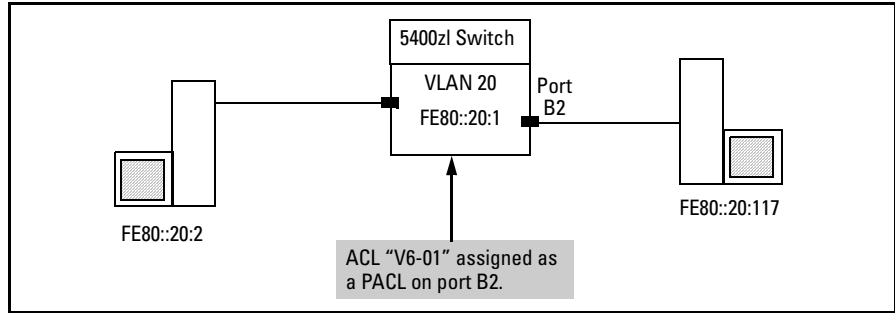 5400zl Switch
VLAN 20
FE80::20:1
Port
B2
FE80::20:2
FE80::20:117
ACL “V6-01” assigned as
a PACL on port B2.